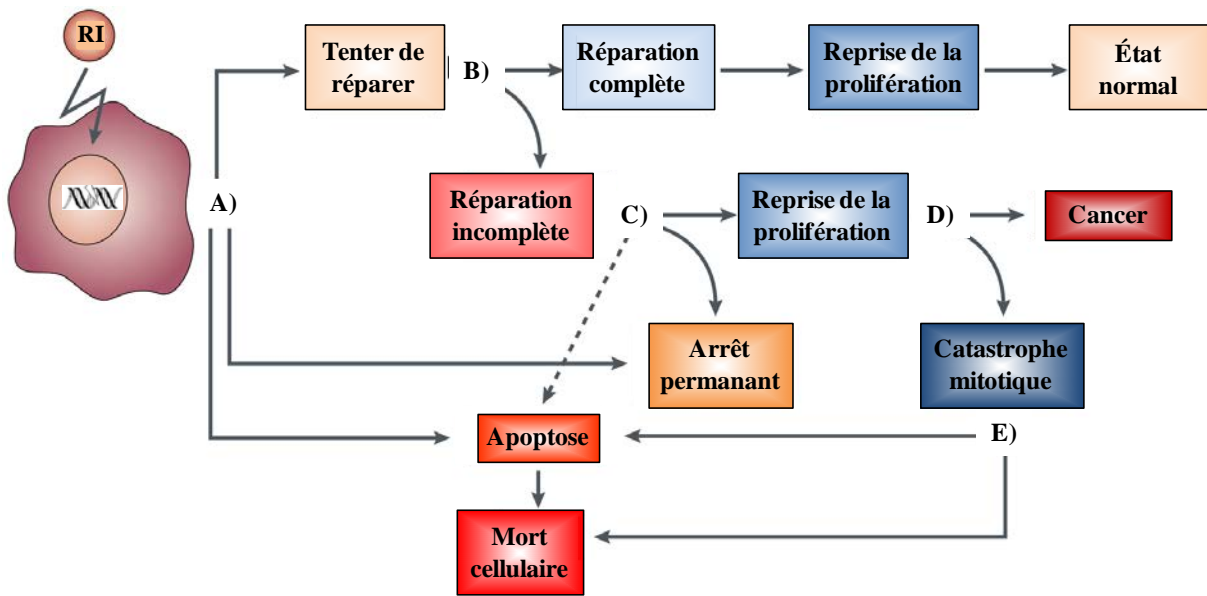 RI
Tenter de
réparer
B)
Réparation
complète
Reprise de la
prolifération
État
normal
A)
Réparation
incomplète
C)
Reprise de la
prolifération
D)
Cancer
Arrêt
permanant
Catastrophe
mitotique
Apoptose
E)
Mort
cellulaire